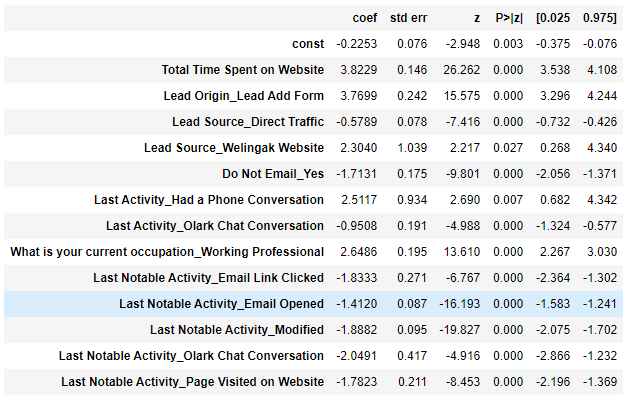 coef std err z P>|z| [0.025 0.975]
const -0.2253 0.076 -2.948 0.003 -0.375 -0.076
Total Time Spent on Website 3.8229 0.146 26.262 0.000 3.538 4.108
Lead Origin_Lead Add Form 3.7699 0.242 15.575 0.000 3.296 4.244
Lead Source_Direct Traffic -0.5789 0.078 -7.416 0.000 -0.732 -0.426
Lead Source_Welingak Website 2.3040 1.039 2.217 0.027 0.268 4.340
Do Not Email_Yes -1.7131 0.175 -9.801 0.000 -2.056 -1.371
Last Activity_Had a Phone Conversation 2.5117 0.934 2.690 0.007 0.682 4.342
Last Activity_Olark Chat Conversation -0.9508 0.191 -4.988 0.000 -1.324 -0.577
What is your current occupation_Working Professional 2.6486 0.195 13.610 0.000 2.267 3.030
Last Notable Activity_Email Link Clicked -1.8333 0.271 -6.767 0.000 -2.364 -1.302
Last Notable Activity_Email Opened -1.4120 0.087 -16.193 0.000 -1.583 -1.241
Last Notable Activity_Modified -1.8882 0.095 -19.827 0.000 -2.075 -1.702
Last Notable Activity_Olark Chat Conversation -2.0491 0.417 -4.916 0.000 -2.866 -1.232
Last Notable Activity_Page Visited on Website -1.7823 0.211 -8.453 0.000 -2.196 -1.369